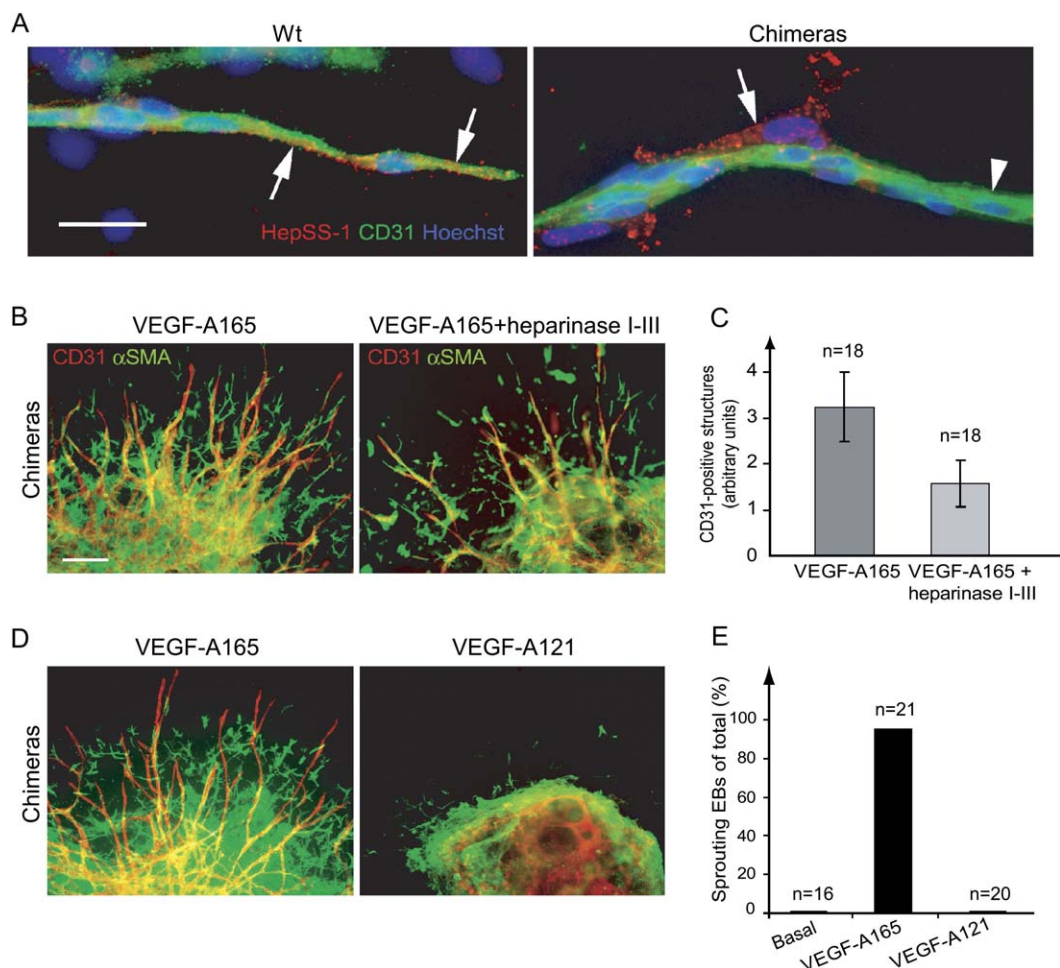 A
Wt
Chimeras
HepSS-1 CD31 Hoechst
B
VEGF-A165
VEGF-A165+heparinase I-III
Chimeras
CD31 αSMA
CD31 αSMA
C
CD31-positive structures
(arbitrary units)
4
3
2
1
0
n=18
n=18
VEGF-A165
VEGF-A165 +
heparinase I-III
D
VEGF-A165
VEGF-A121
Chimeras
E
Sprouting EBs of total (%)
100
80
60
40
20
0
n=16
n=21
n=20
Basal
VEGF-A165
VEGF-A121